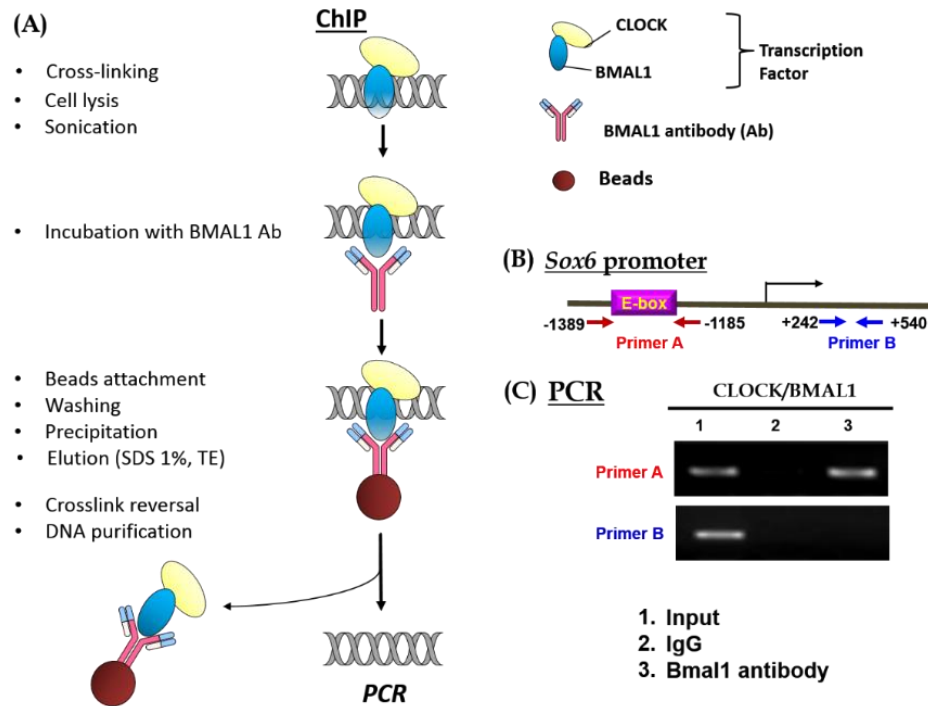 (A)
ChIP
• Cross-linking
• Cell lysis
• Sonication
• Incubation with BMAL1 Ab
• Beads attachment
• Washing
• Precipitation
• Elution (SDS 1%, TE)
• Crosslink reversal
• DNA purification
PCR
CLOCK
BMAL1
Transcription
Factor
BMAL1 antibody (Ab)
Beads
(B) Sox6 promoter
E-box
-1389
-1185
+242
+540
Primer A
Primer B
(C) PCR
CLOCK/BMAL1
1 2 3
Primer A
Primer B
1. Input
2. IgG
3. Bmal1 antibody